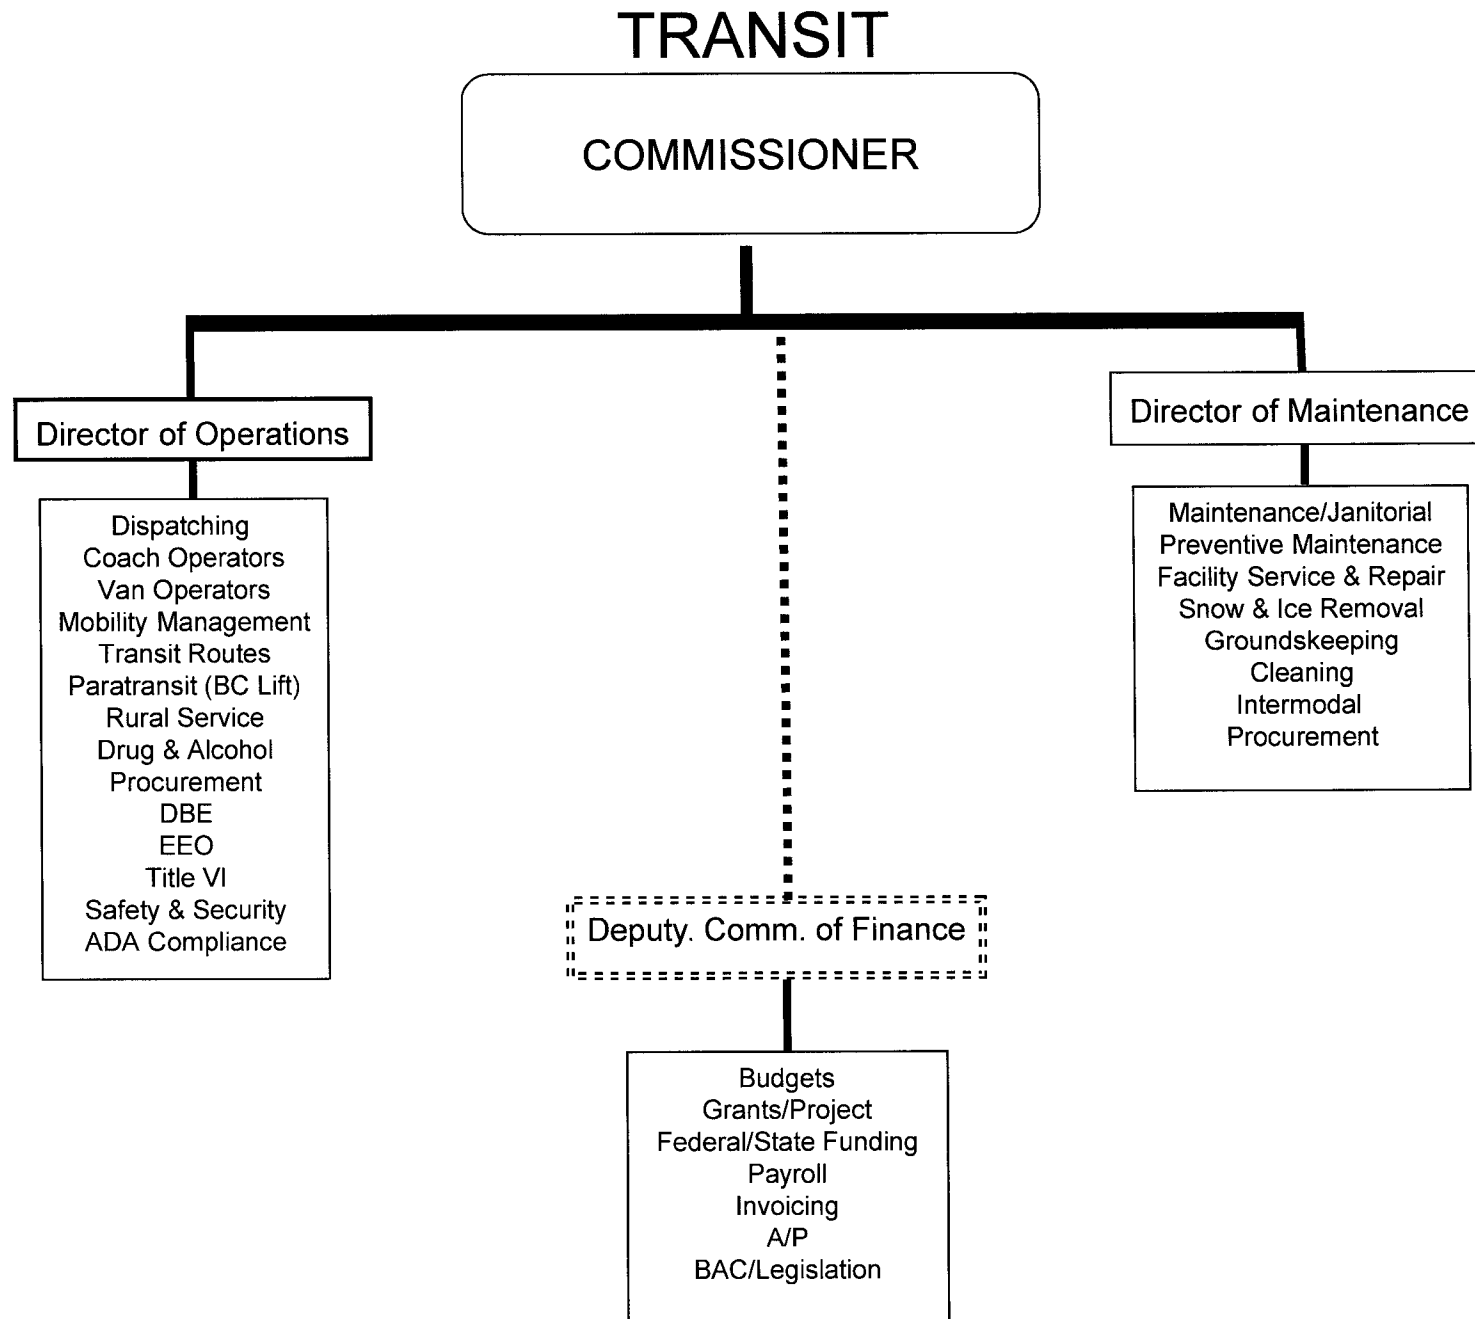 TRANSIT
COMMISSIONER
Director of Operations
Dispatching
Coach Operators
Van Operators
Mobility Management
Transit Routes
Paratransit (BC Lift)
Rural Service
Drug & Alcohol
Procurement
DBE
EEO
Title VI
Safety & Security
ADA Compliance
Deputy. Comm. of Finance
Budgets
Grants/Project
Federal/State Funding
Payroll
Invoicing
A/P
BAC/Legislation
Director of Maintenance
Maintenance/Janitorial
Preventive Maintenance
Facility Service & Repair
Snow & Ice Removal
Groundskeeping
Cleaning
Intermodal
Procurement